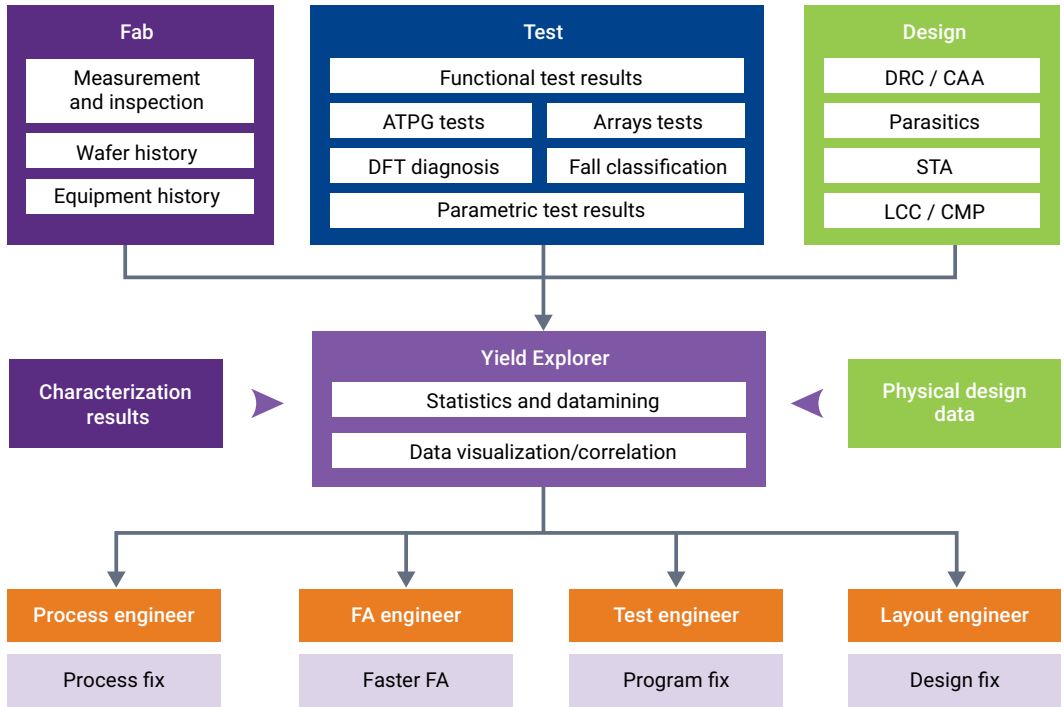 Fab
Measurement
and inspection
Wafer history
Equipment history
Test
Functional test results
ATPG tests
Arrays tests
DFT diagnosis
Fall classification
Parametric test results
Design
DRC / CAA
Parasitics
STA
LCC / CMP
Characterization
results
Yield Explorer
Statistics and datamining
Data visualization/correlation
Physical design
data
Process engineer
Process fix
FA engineer
Faster FA
Test engineer
Program fix
Layout engineer
Design fix